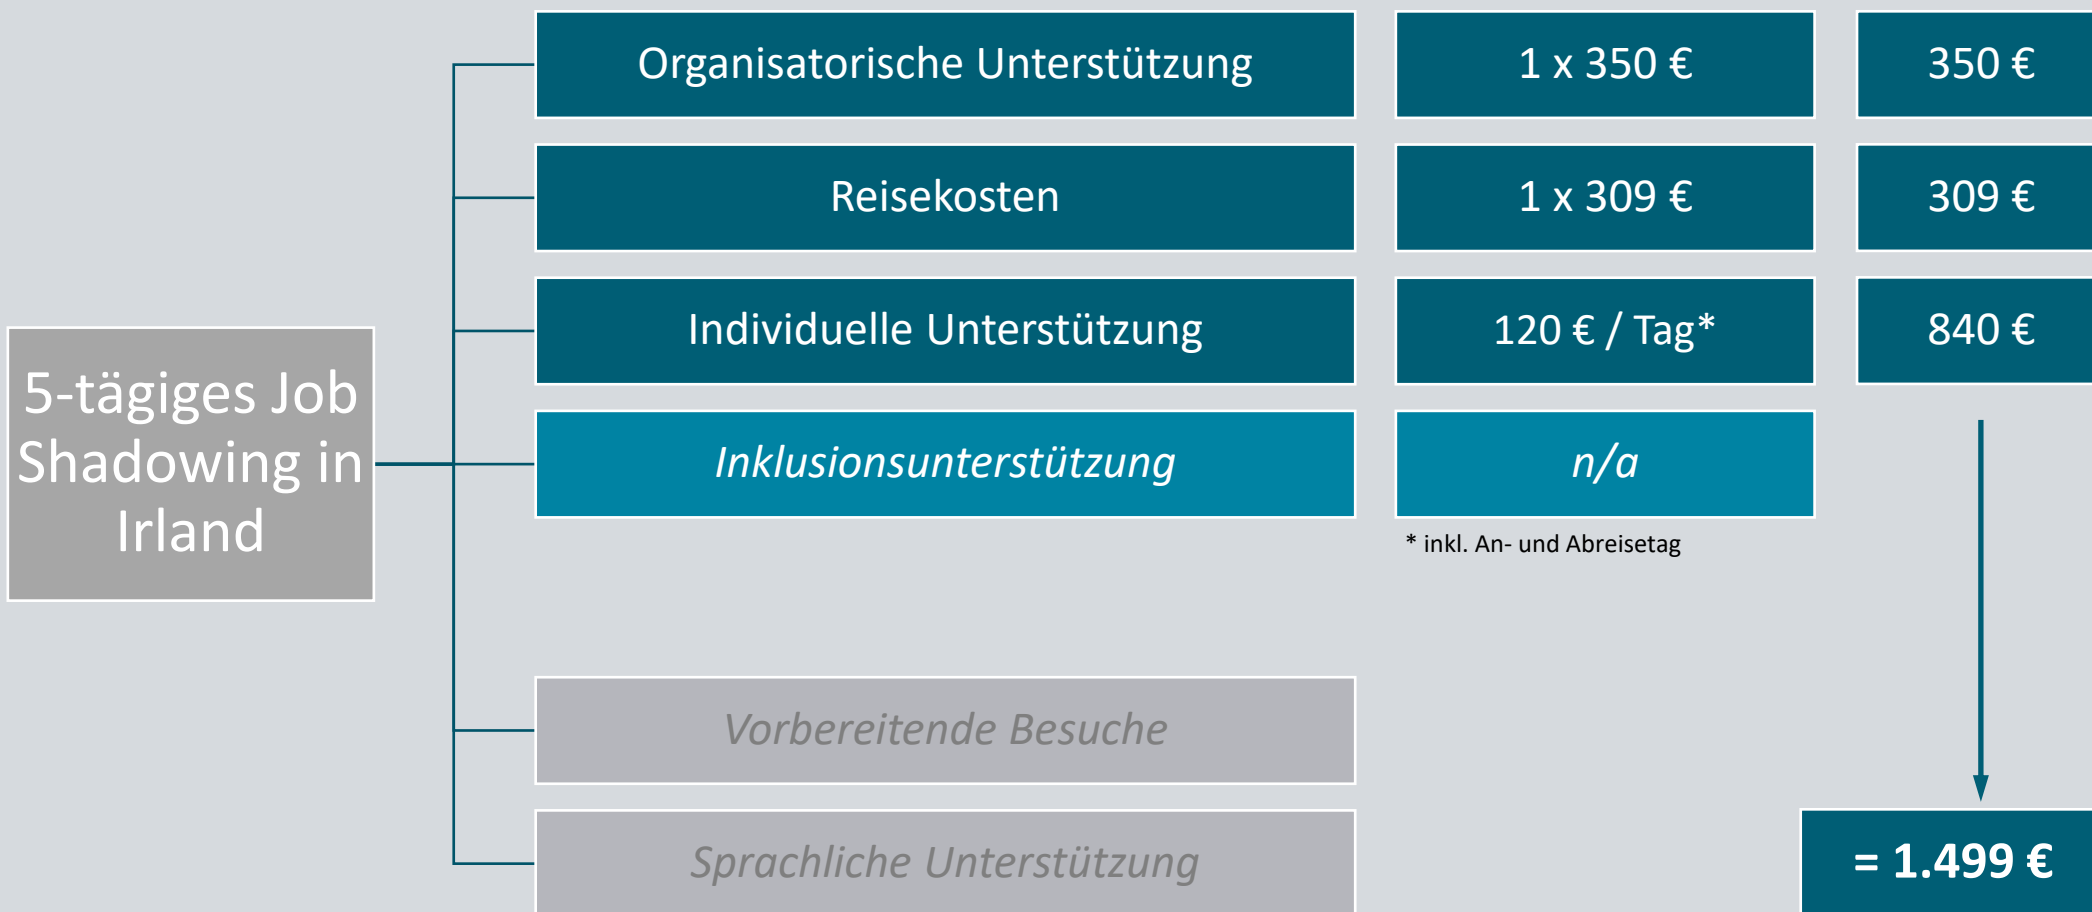 Organisatorische Unterstützung 1 x 350 € 350 €
Reisekosten 1 x 309 € 309 €
Individuelle Unterstützung 120 € / Tag* 840 €
5-tägiges Job
Shadowing in
Irland
Inklusionsunterstützung n/a
* inkl. An- und Abreisetag
Vorbereitende Besuche
Sprachliche Unterstützung
= 1.499 €